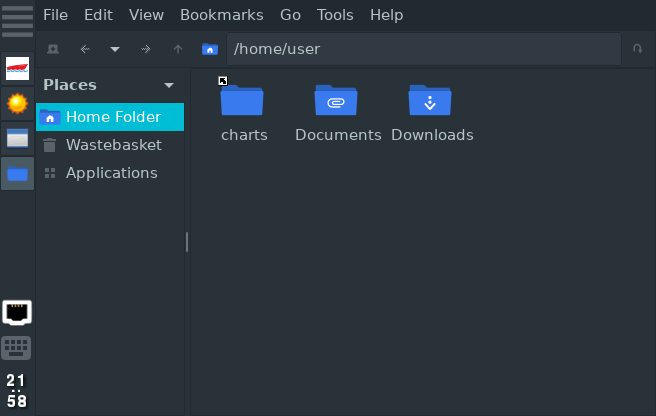 File Edit View Bookmarks Go Tools Help
/home/user
Places
Home Folder
Wastebasket
Applications
charts Documents Downloads
21
58